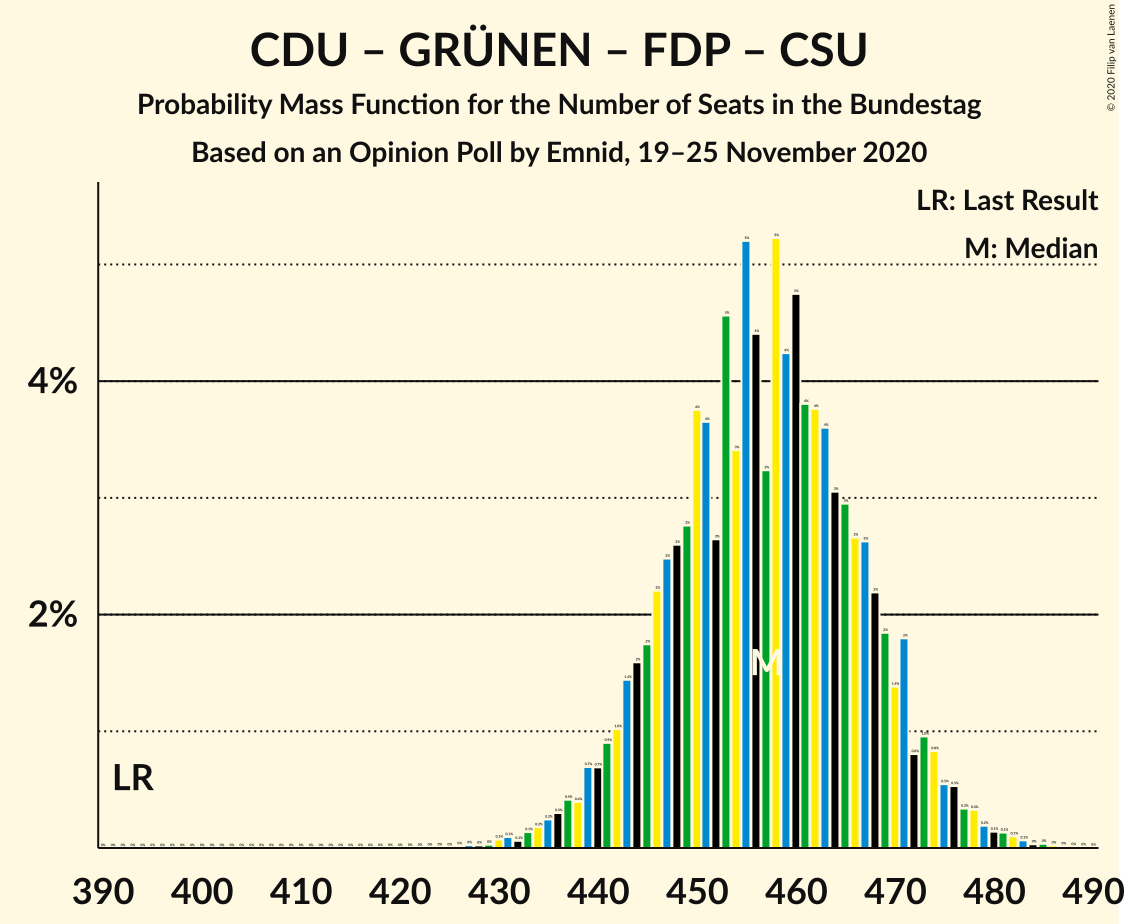 CDU – GRÜNEN – FDP – CSU
Probability Mass Function for the Number of Seats in the Bundestag
Based on an Opinion Poll by Emnid, 19–25 November 2020
© 2020 Filip van Laenen
LR: Last Result
M: Median
4%
2%
LR
M
390 400 410 420 430 440 450 460 470 480 490